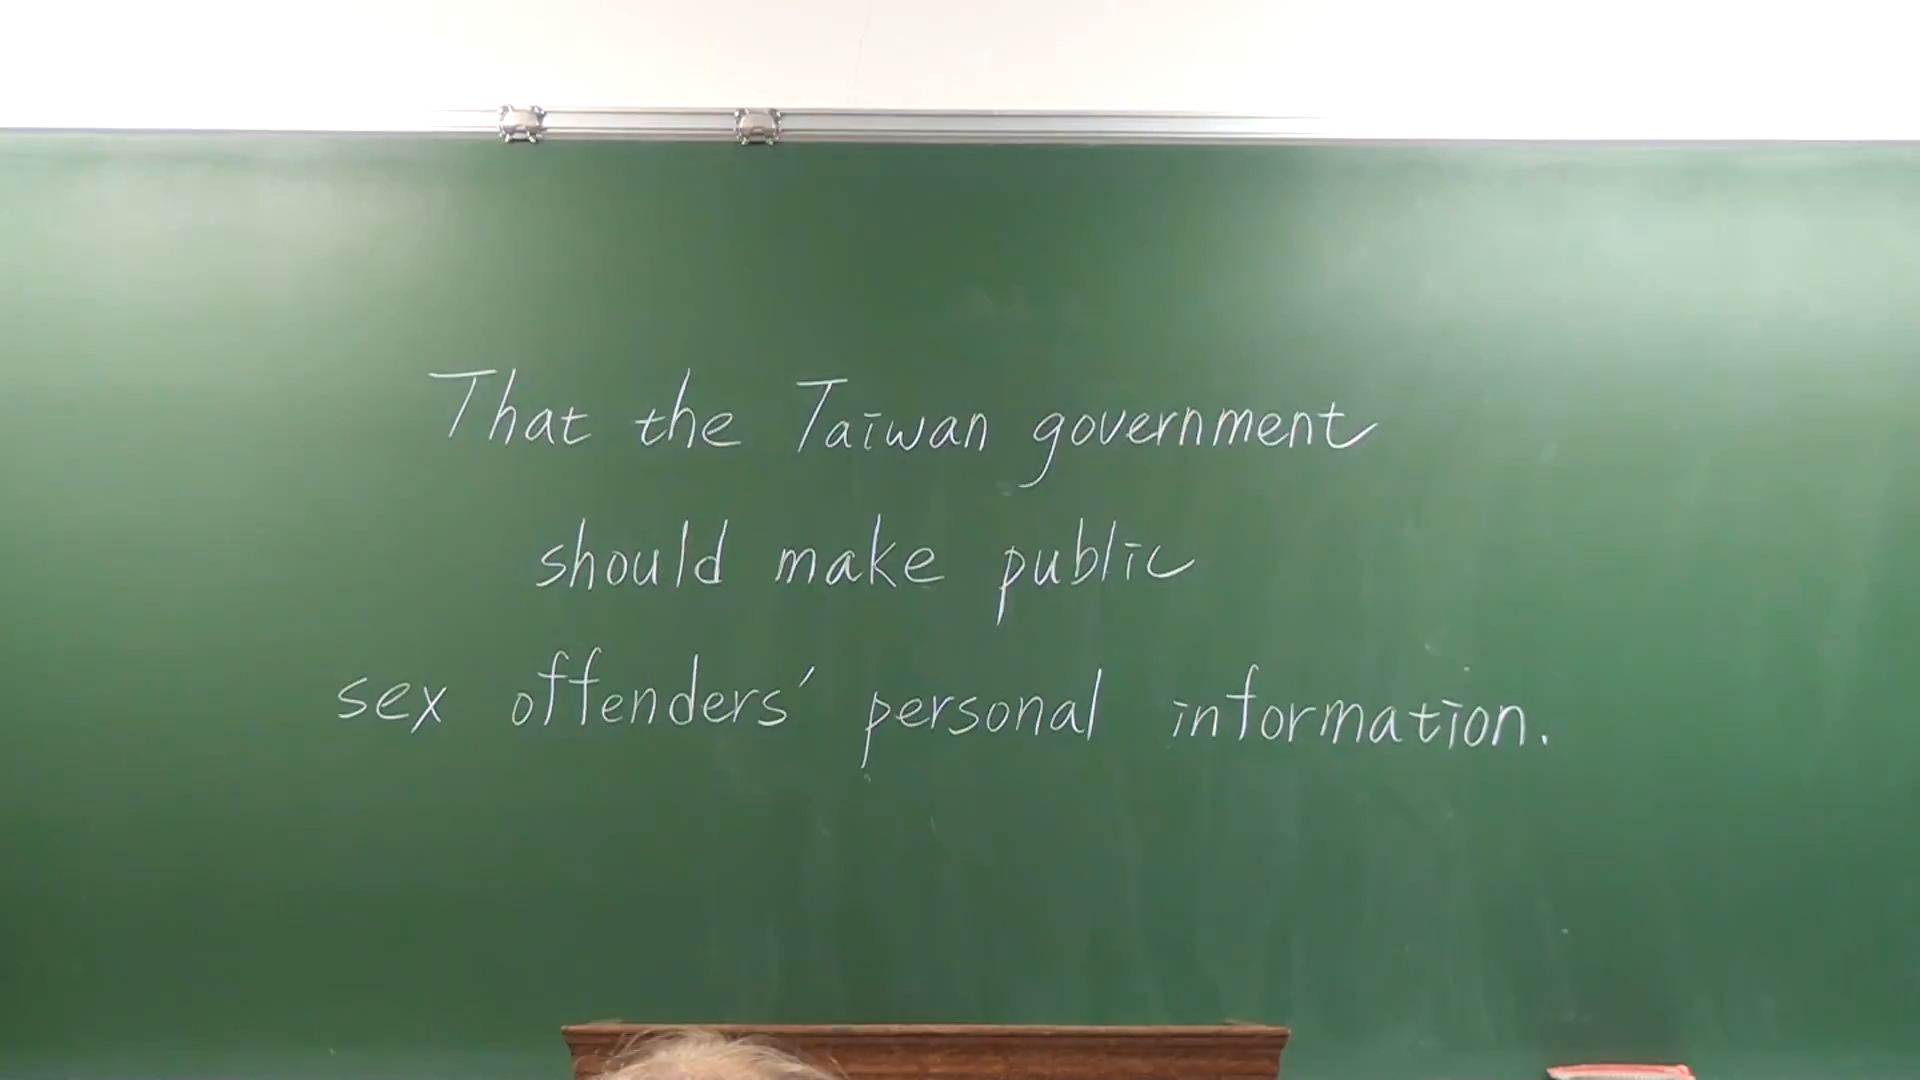 That the Taiwan government
should make public
sex offenders' personal information.